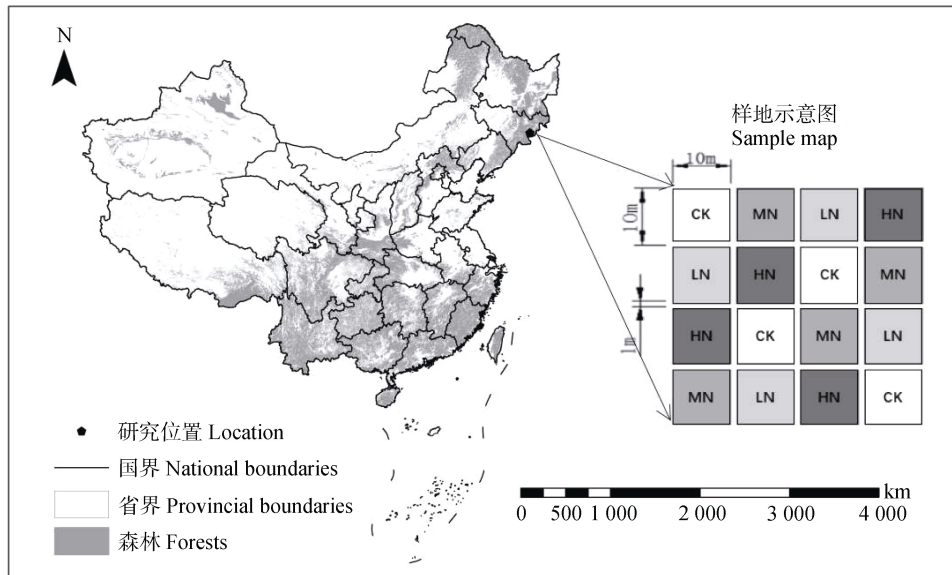 N
样地示意图
Sample map
10m
10m
1m
CK MN LN HN
LN HN CK MN
HN CK MN LN
MN LN HN CK
研究位置 Location
国界 National boundaries
省界 Provincial boundaries
森林 Forests
km
0 500 1 000 2 000 3 000 4 000